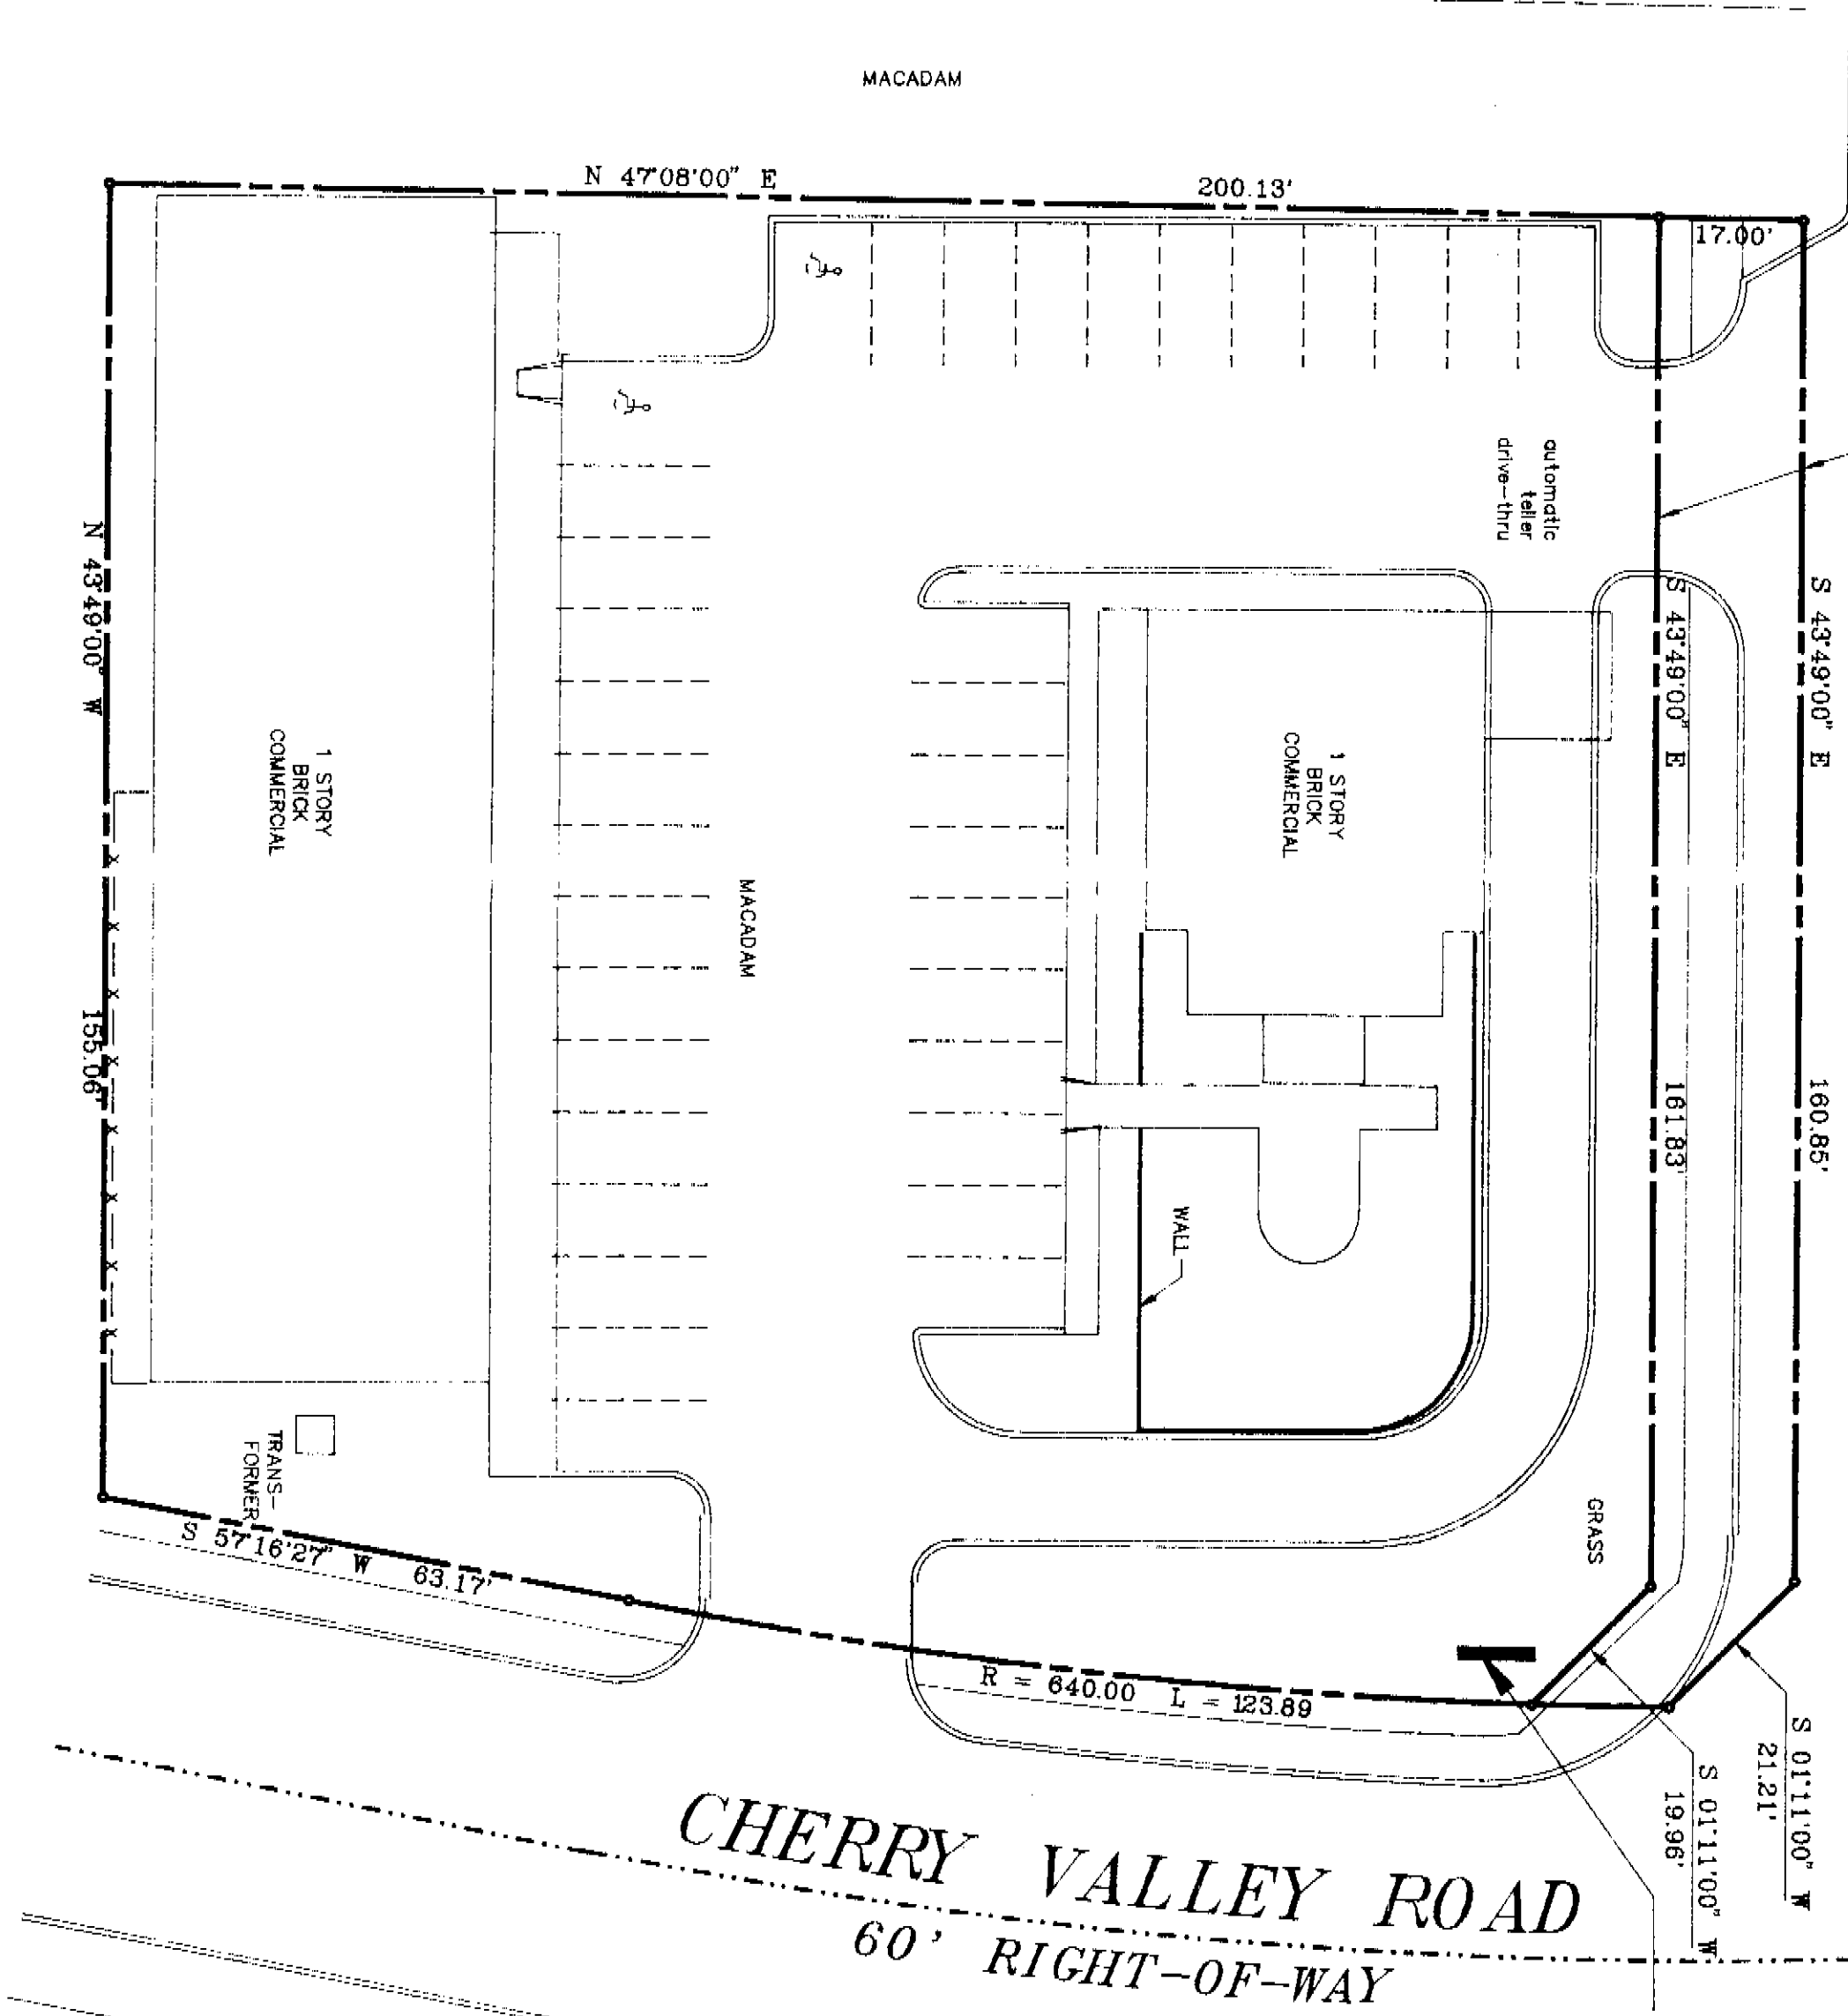 MACADAM
N 47°08'00" E
200.13'
17.00'
automatic
teller
drive-thru
S 43°49'00" E
161.83'
S 43°49'00" E
160.85'
N 43°49'00" W
155.06'
1 STORY
BRICK
COMMERCIAL
1 STORY
BRICK
COMMERCIAL
MACADAM
WALL
TRANS-
FORMER
GRASS
S 57°16'27" W 63.17'
R = 640.00 L = 123.89
S 01°11'00" W
21.21'
S 01°11'00" W
19.96'
CHERRY VALLEY ROAD
60' RIGHT-OF-WAY